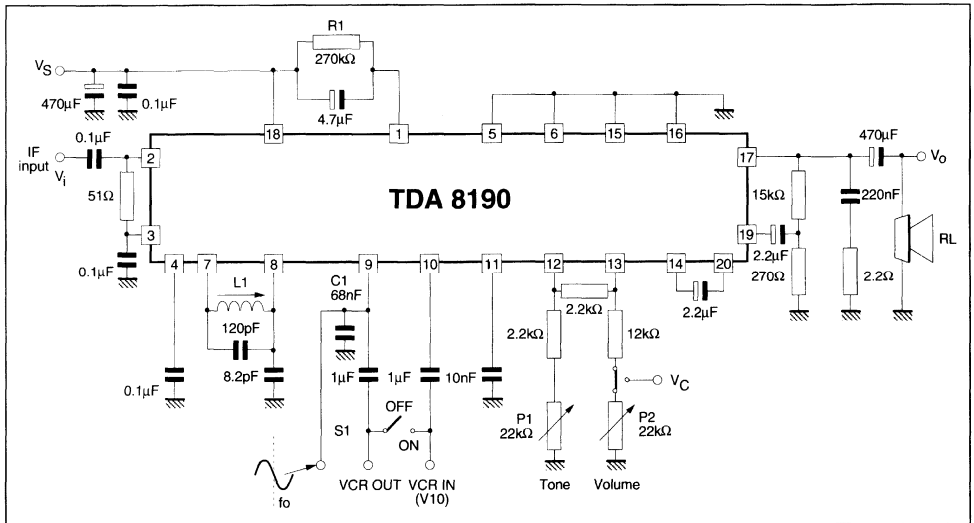 R1
270kΩ
VS
470μF
0.1μF
4.7μF
18
1
5
6
15
16
0.1μF
IF
input
Vi
2
51Ω
3
0.1μF
TDA 8190
17
470μF
Vo
15kΩ
220nF
19
2.2μF
270Ω
2.2Ω
RL
4
7
8
9
10
11
12
13
14
20
L1
120pF
8.2pF
0.1μF
C1
68nF
1μF
1μF
10nF
2.2kΩ
2.2kΩ
12kΩ
2.2μF
VC
OFF
S1
ON
P1
22kΩ
P2
22kΩ
fo
VCR OUT
VCR IN
(V10)
Tone
Volume